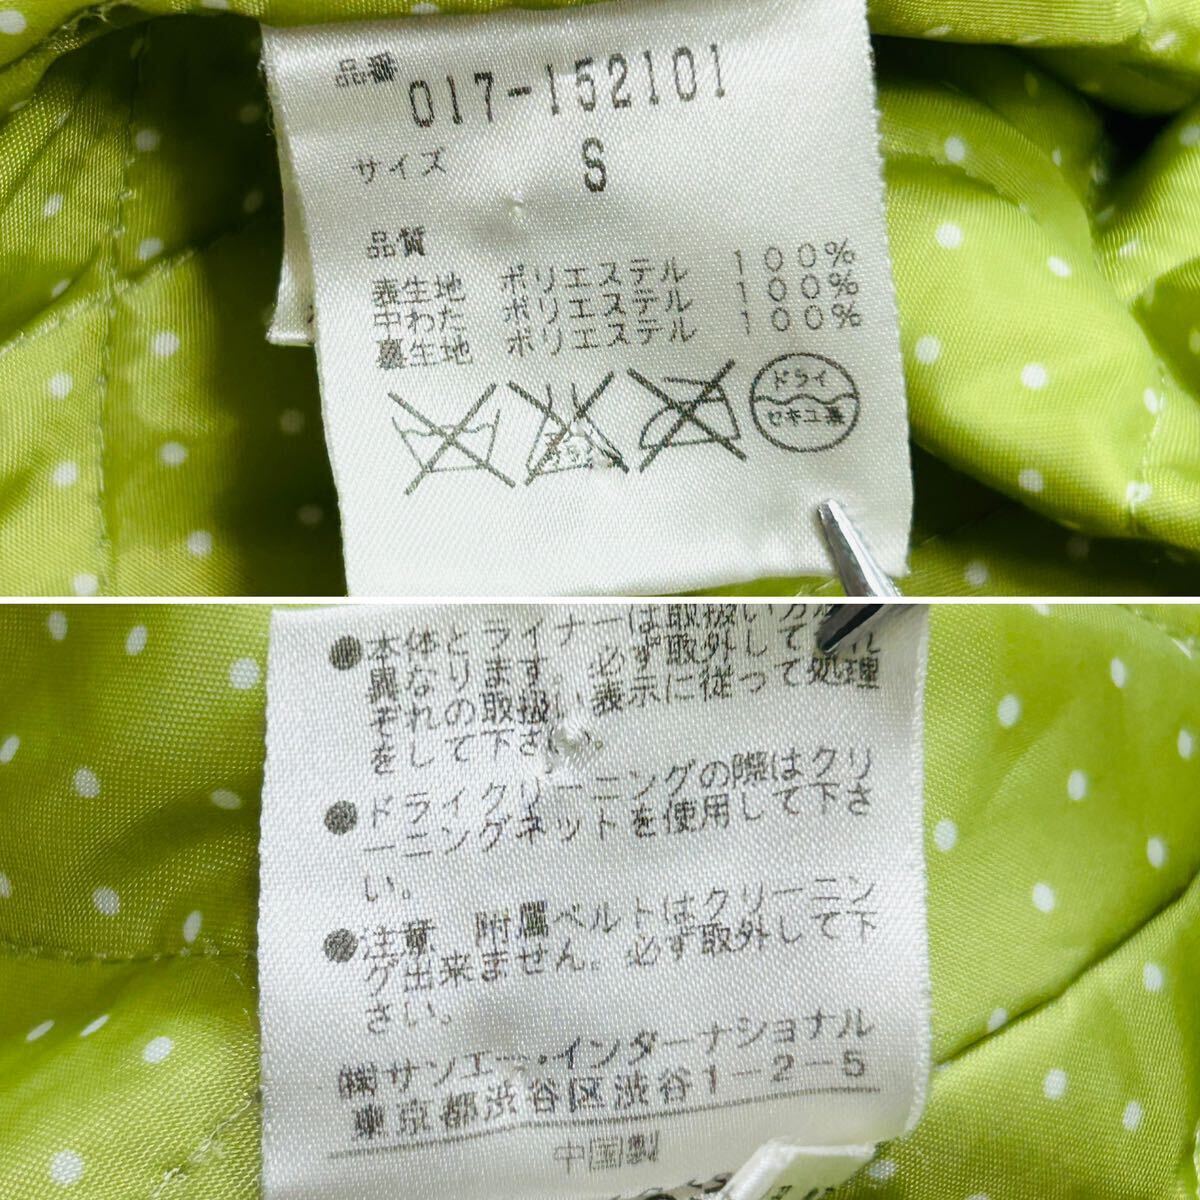 品番
017-152101
サイズ S
品質
表生地 ポリエステル 100%
中わた ポリエステル 100%
裏生地 ポリエステル 100%
ドライ
セキユ系
●本体とライナーは取扱い方が
異なります。必ず取外してそれ
ぞれの取扱い表示に従って処理
をして下さい。
●ドライクリーニングの際はクリ
ーニングネットを使用して下さ
い。
●注意 附属ベルトはクリーニン
グ出来ません。必ず取外して下
さい。
㈱サンエー・インターナショナル
東京都渋谷区渋谷1-2-5
中国製